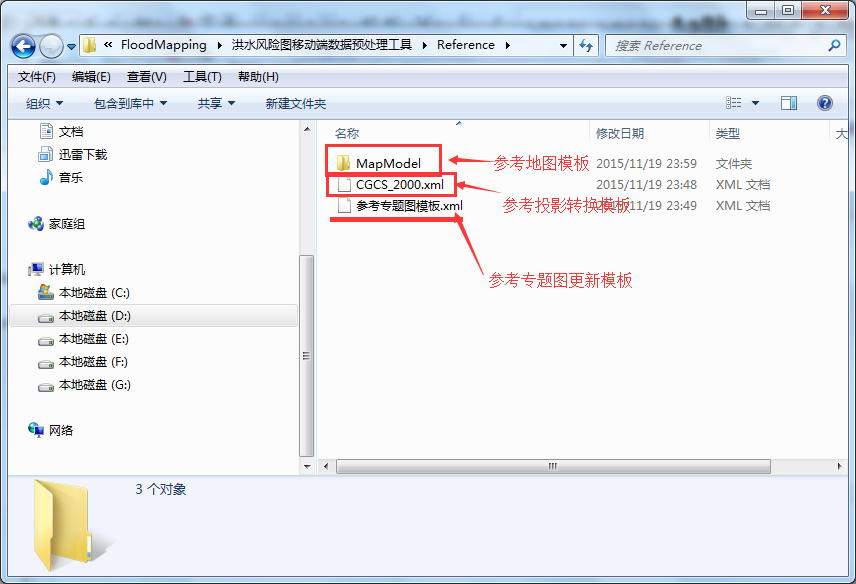 « FloodMapping ▸ 洪水风险图移动端数据预处理工具 ▸ Reference ▸
搜索 Reference
文件(F) 编辑(E) 查看(V) 工具(T) 帮助(H)
组织 包含到库中 共享 新建文件夹
文档
迅雷下载
音乐
家庭组
计算机
本地磁盘 (C:)
本地磁盘 (D:)
本地磁盘 (E:)
本地磁盘 (F:)
本地磁盘 (G:)
网络
名称 修改日期 类型 大
MapModel 参考地图模板 2015/11/19 23:59 文件夹
CGCS_2000.xml 2015/11/19 23:48 XML 文档
参考投影转换模板
参考专题图模板.xml 2015/11/19 23:49 XML 文档
参考专题图更新模板
3 个对象